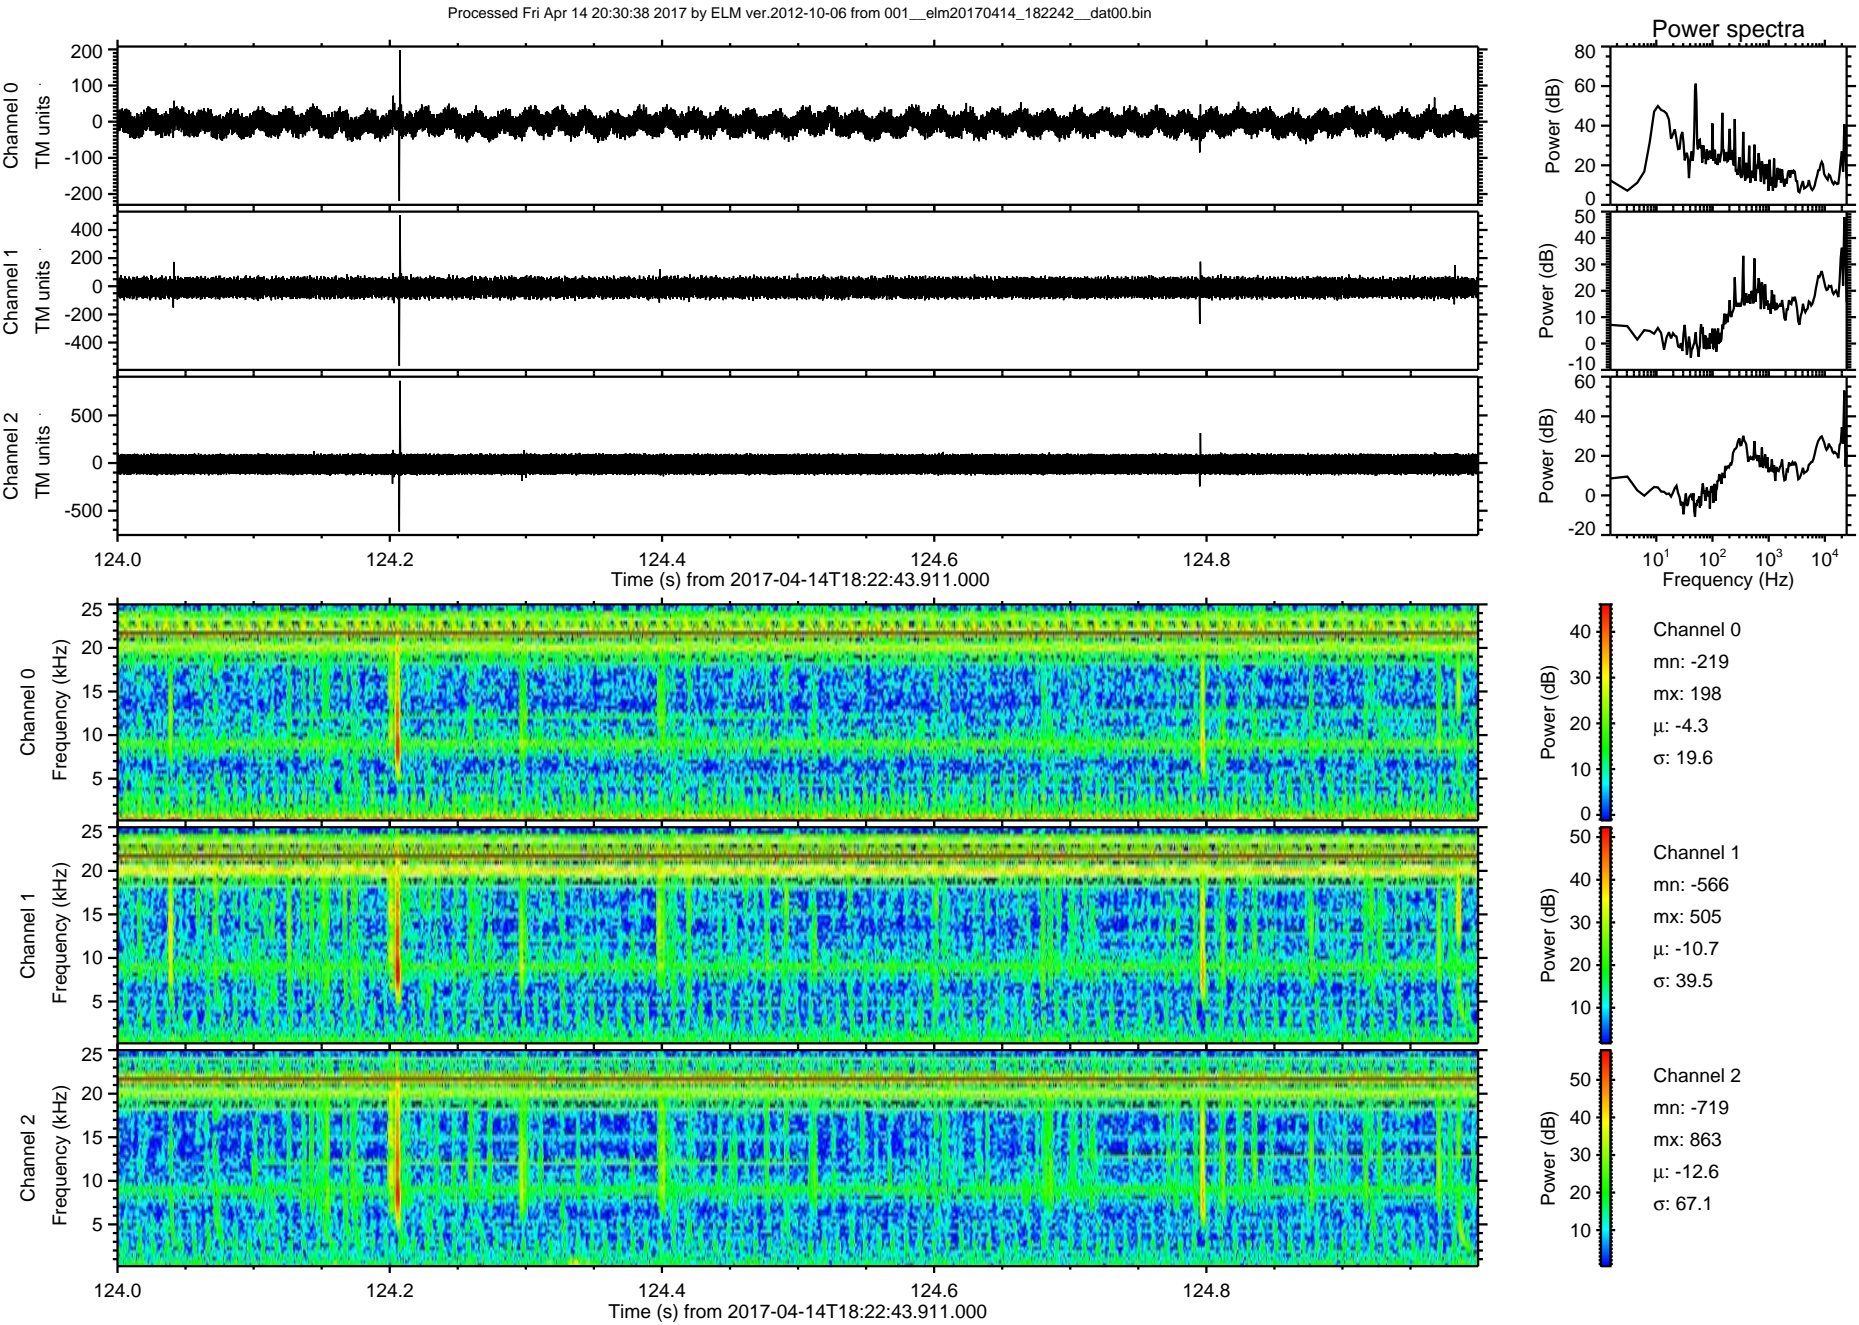 Processed Fri Apr 14 20:30:38 2017 by ELM ver.2012-10-06 from 001__elm20170414_182242__dat00.bin
Power spectra
Channel 0
TM units
200
100
0
-100
-200
Power (dB)
80
60
40
20
0
Channel 1
TM units
400
200
0
-200
-400
Power (dB)
50
40
30
20
10
0
-10
Channel 2
TM units
500
0
-500
Power (dB)
60
40
20
0
-20
124.0 124.2 124.4 124.6 124.8
Time (s) from 2017-04-14T18:22:43.911.000
10^1 10^2 10^3 10^4
Frequency (Hz)
Channel 0
Frequency (kHz)
25
20
15
10
5
Power (dB)
40
30
20
10
0
Channel 0
mn: -219
mx: 198
μ: -4.3
σ: 19.6
Channel 1
Frequency (kHz)
25
20
15
10
5
Power (dB)
50
40
30
20
10
Channel 1
mn: -566
mx: 505
μ: -10.7
σ: 39.5
Channel 2
Frequency (kHz)
25
20
15
10
5
Power (dB)
50
40
30
20
10
Channel 2
mn: -719
mx: 863
μ: -12.6
σ: 67.1
124.0 124.2 124.4 124.6 124.8
Time (s) from 2017-04-14T18:22:43.911.000